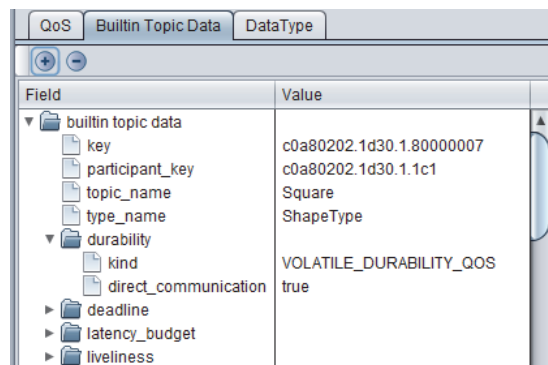 QoS Builtin Topic Data DataType
Field Value
builtin topic data
key c0a80202.1d30.1.80000007
participant_key c0a80202.1d30.1.1c1
topic_name Square
type_name ShapeType
durability
kind VOLATILE_DURABILITY_QOS
direct_communication true
deadline
latency_budget
liveliness